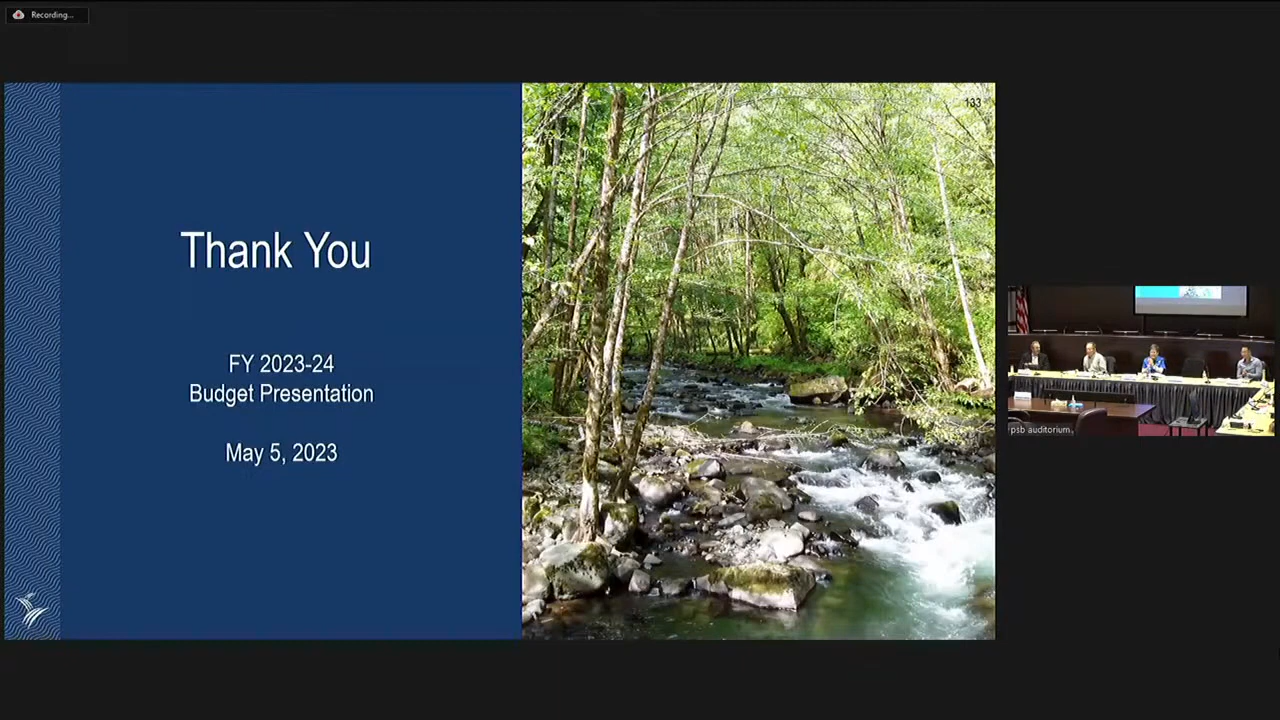 Recording...
133
Thank You
FY 2023-24
Budget Presentation
May 5, 2023
psb auditorium